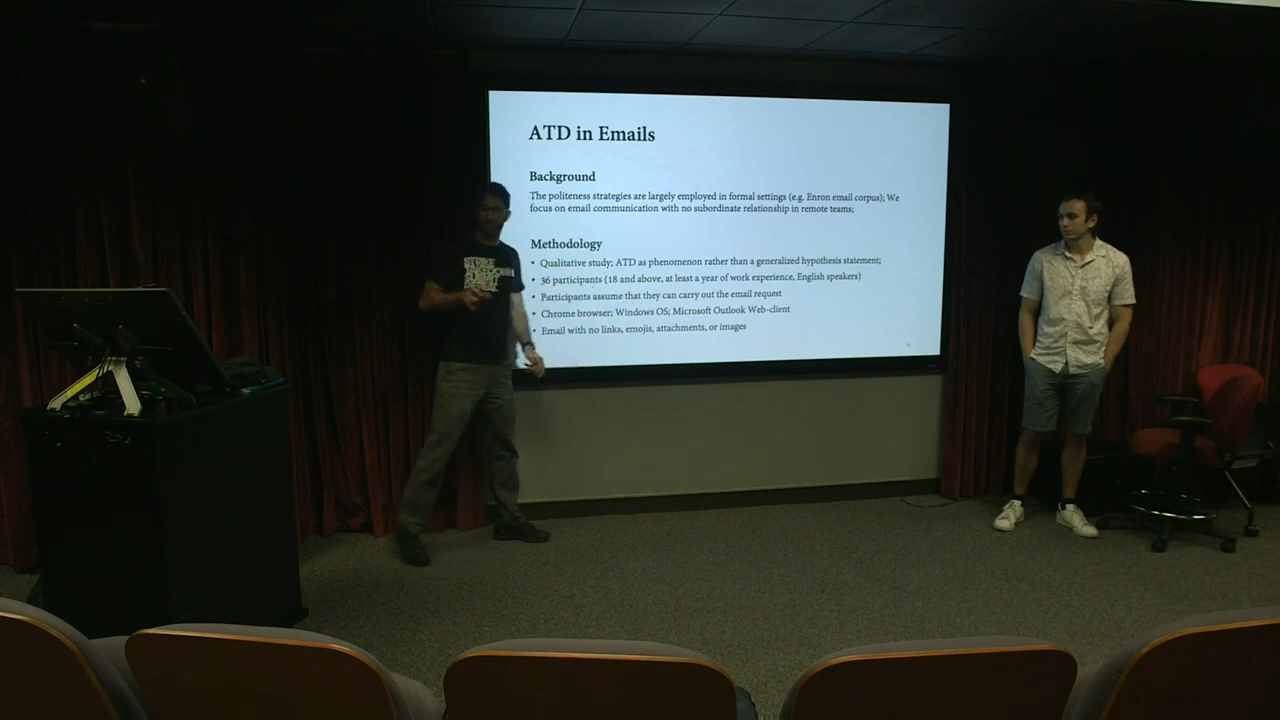 ATD in Emails
Background
The politeness strategies are largely employed in formal settings (e.g. Enron email corpus); We
focus on email communication with no subordinate relationship in remote teams;
Methodology
• Qualitative study; ATD as phenomenon rather than a generalized hypothesis statement;
• 36 participants (18 and above, at least a year of work experience, English speakers)
• Participants assume that they can carry out the email request
• Chrome browser; Windows OS; Microsoft Outlook Web-client
• Email with no links, emojis, attachments, or images